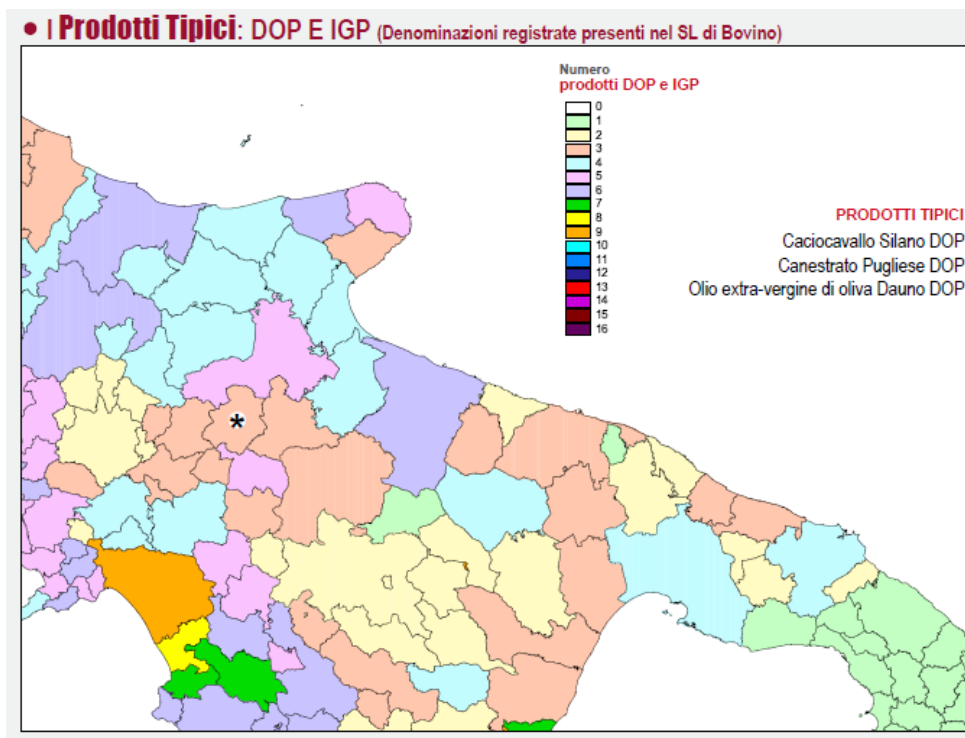 • I Prodotti Tipici: DOP E IGP (Denominazioni registrate presenti nel SL di Bovino)
Numero
prodotti DOP e IGP
0
1
2
3
4
5
6
7
8
9
10
11
12
13
14
15
16
PRODOTTI TIPICI
Caciocavallo Silano DOP
Canestrato Pugliese DOP
Olio extra-vergine di oliva Dauno DOP
*